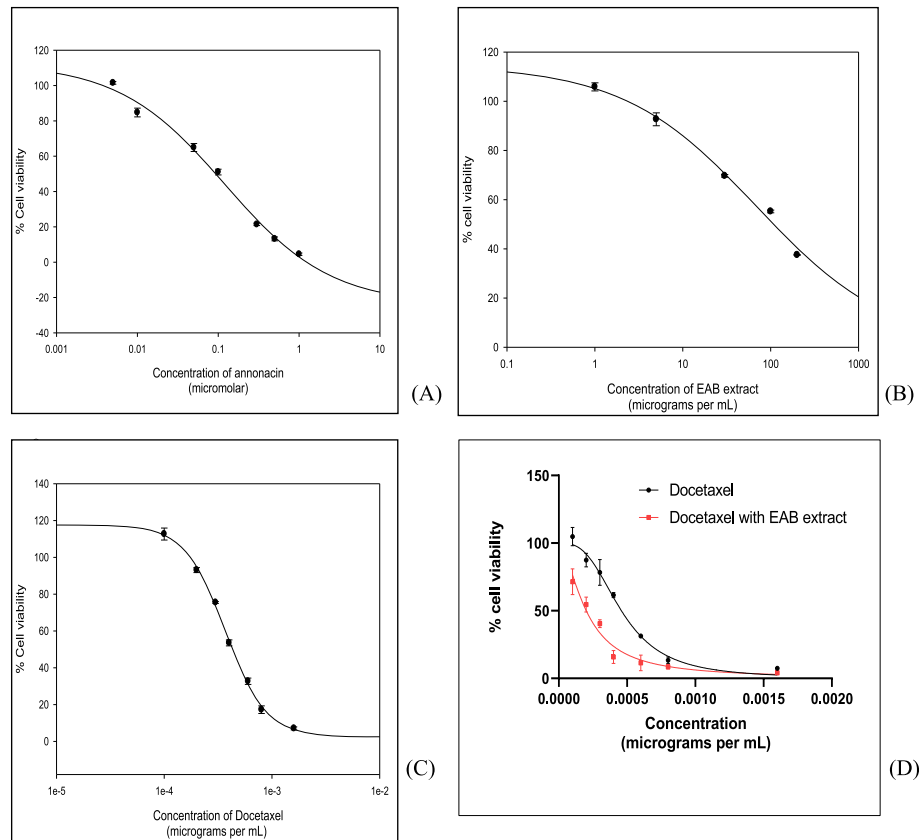 120
100
80
60
40
20
0
-20
-40
% Cell viability
0.001 0.01 0.1 1 10
Concentration of annonacin
(micromolar)
(A)
120
100
80
60
40
20
0
% cell viability
0.1 1 10 100 1000
Concentration of EAB extract
(micrograms per mL)
(B)
140
120
100
80
60
40
20
0
% Cell viability
1e-5 1e-4 1e-3 1e-2
Concentration of Docetaxel
(micrograms per mL)
(C)
150
100
50
0
% cell viability
Docetaxel
Docetaxel with EAB extract
0.0000 0.0005 0.0010 0.0015 0.0020
Concentration
(micrograms per mL)
(D)